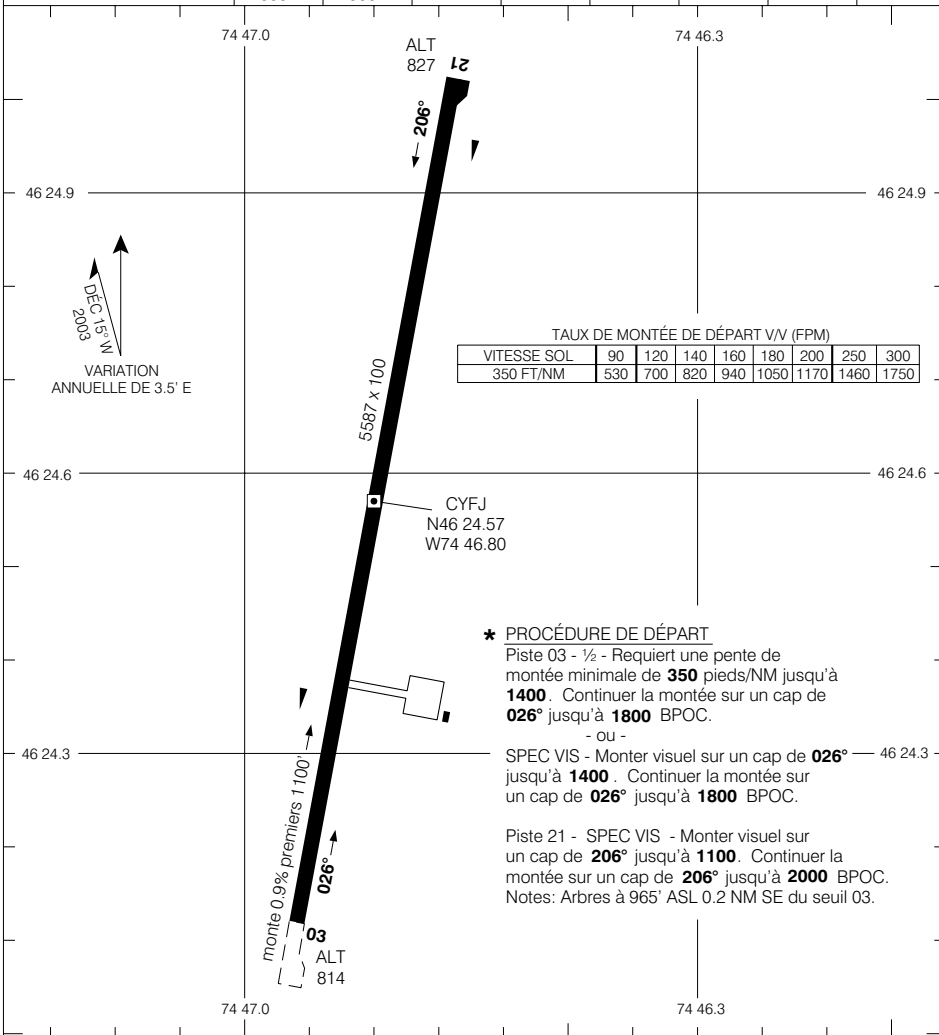 74 47.0
74 46.3
ALT
827
21
206°
46 24.9
46 24.9
DÉC 15° W
2003
VARIATION
ANNUELLE DE 3.5' E
TAUX DE MONTÉE DE DÉPART V/V (FPM)
VITESSE SOL 90 120 140 160 180 200 250 300
350 FT/NM 530 700 820 940 1050 1170 1460 1750
5587 x 100
46 24.6
46 24.6
CYFJ
N46 24.57
W74 46.80
* PROCÉDURE DE DÉPART
Piste 03 - ½ - Requiert une pente de
montée minimale de 350 pieds/NM jusqu'à
1400. Continuer la montée sur un cap de
026° jusqu'à 1800 BPOC.
- ou -
SPEC VIS - Monter visuel sur un cap de 026°
jusqu'à 1400 . Continuer la montée sur
un cap de 026° jusqu'à 1800 BPOC.
Piste 21 - SPEC VIS - Monter visuel sur
un cap de 206° jusqu'à 1100. Continuer la
montée sur un cap de 206° jusqu'à 2000 BPOC.
Notes: Arbres à 965' ASL 0.2 NM SE du seuil 03.
46 24.3
46 24.3
monte 0.9% premiers 1100'
026°
03
ALT
814
74 47.0
74 46.3